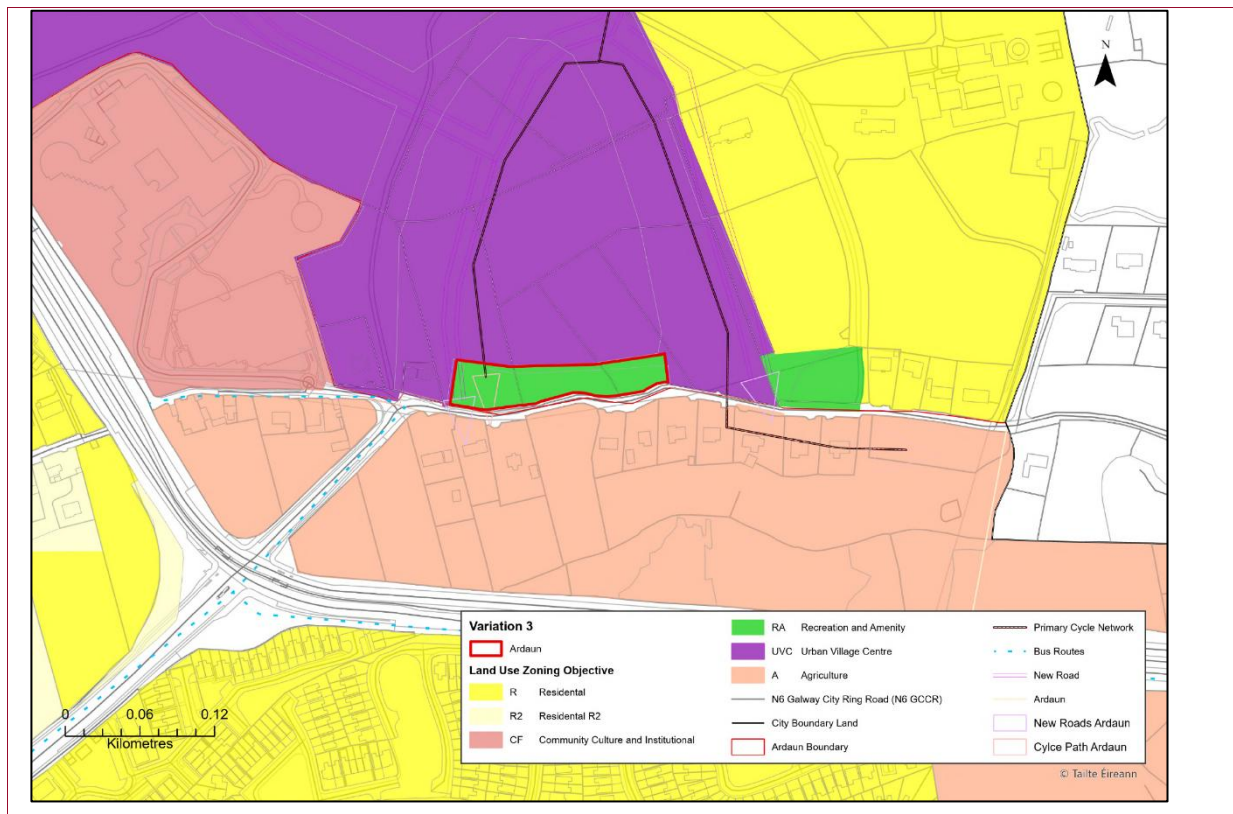 N
Variation 3
Ardaun
Land Use Zoning Objective
R Residental
R2 Residental R2
CF Community Culture and Institutional
RA Recreation and Amenity
UVC Urban Village Centre
A Agriculture
N6 Galway City Ring Road (N6 GCCR)
City Boundary Land
Ardaun Boundary
Primary Cycle Network
Bus Routes
New Road
Ardaun
New Roads Ardaun
Cylce Path Ardaun
0 0.06 0.12
Kilometres
© Tailte Éireann